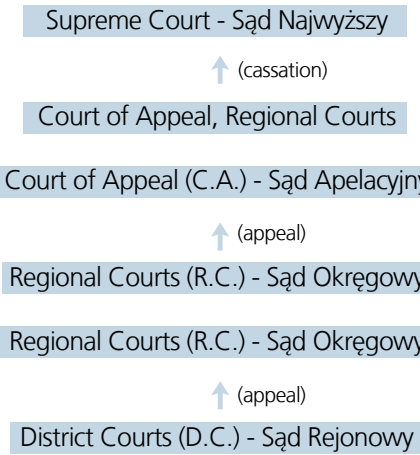 Supreme Court - Sąd Najwyższy
(cassation)
Court of Appeal, Regional Courts
Court of Appeal (C.A.) - Sąd Apelacyjny
(appeal)
Regional Courts (R.C.) - Sąd Okręgowy
Regional Courts (R.C.) - Sąd Okręgowy
(appeal)
District Courts (D.C.) - Sąd Rejonowy